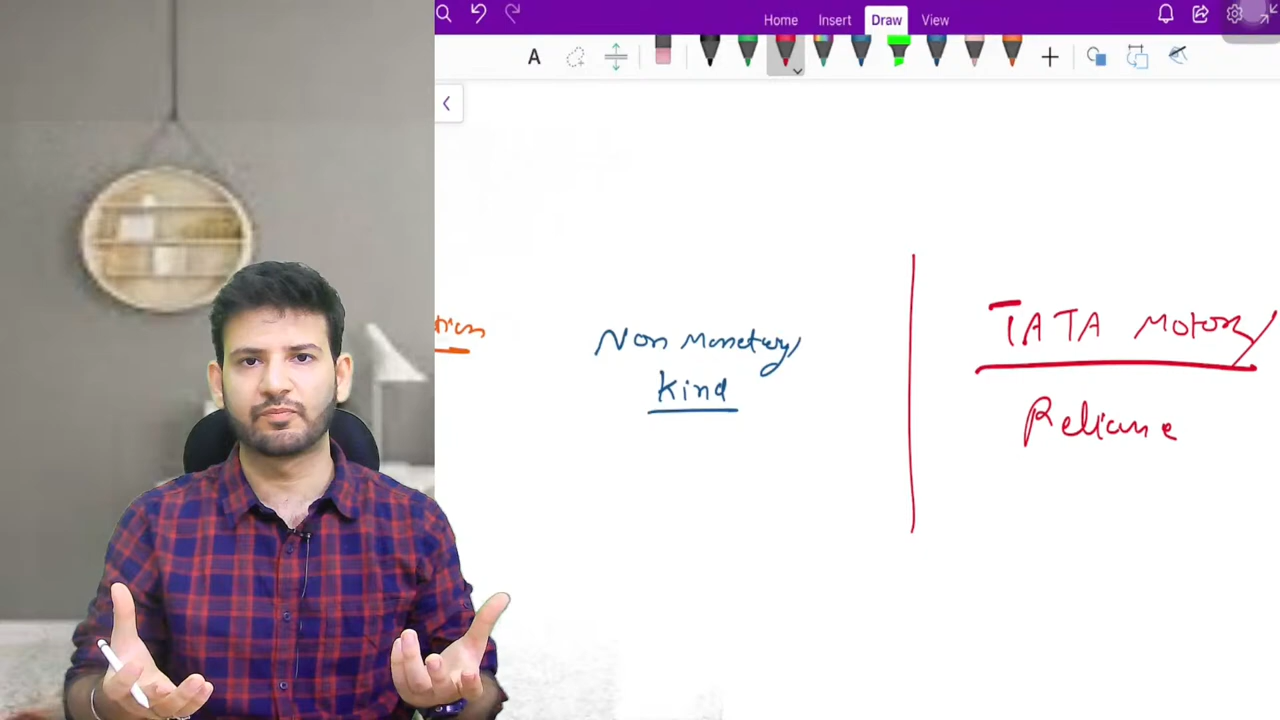 Home Insert Draw View
A
Non Monetary
Kind
TATA Motors
Reliance